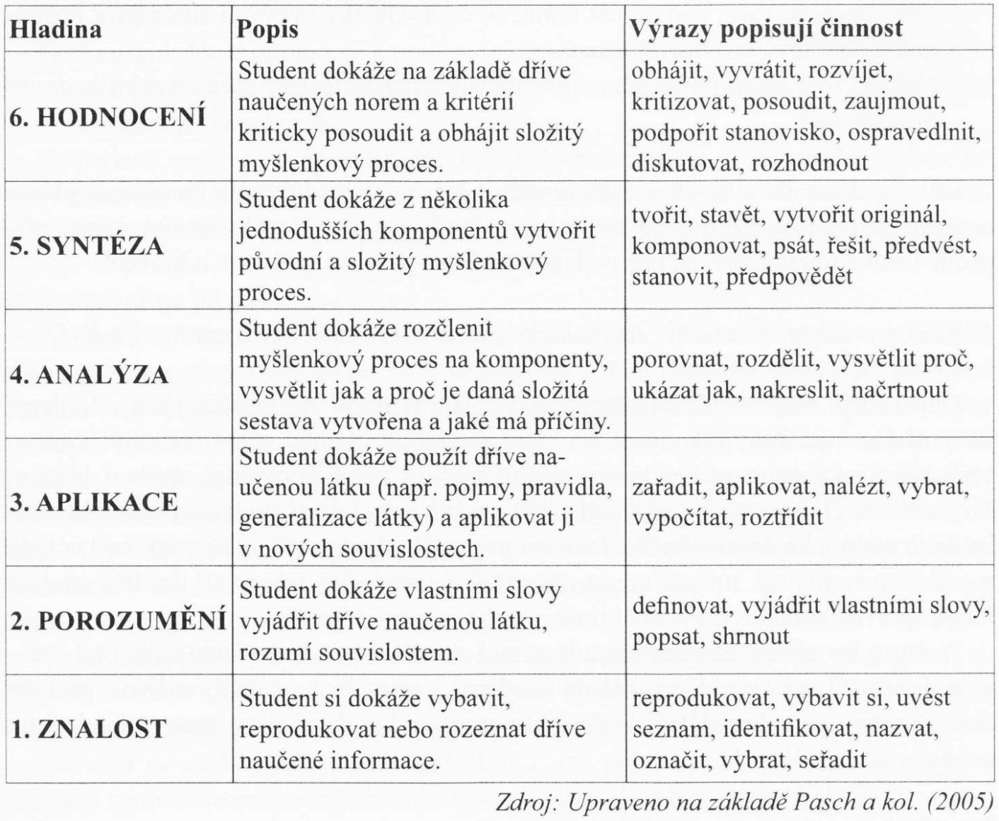 Hladina
Popis
Výrazy popisují činnost
6. HODNOCENÍ
Student dokáže na základě dříve
naučených norem a kritérií
kriticky posoudit a obhájit složitý
myšlenkový proces.
obhájit, vyvrátit, rozvíjet,
kritizovat, posoudit, zaujmout,
podpořit stanovisko, ospravedlnit,
diskutovat, rozhodnout
5. SYNTÉZA
Student dokáže z několika
jednodušších komponentů vytvořit
původní a složitý myšlenkový
proces.
tvořit, stavět, vytvořit originál,
komponovat, psát, řešit, předvést,
stanovit, předpovědět
4. ANALÝZA
Student dokáže rozčlenit
myšlenkový proces na komponenty,
vysvětlit jak a proč je daná složitá
sestava vytvořena a jaké má příčiny.
porovnat, rozdělit, vysvětlit proč,
ukázat jak, nakreslit, načrtnout
3. APLIKACE
Student dokáže použít dříve na-
učenou látku (např. pojmy, pravidla,
generalizace látky) a aplikovat ji
v nových souvislostech.
zařadit, aplikovat, nalézt, vybrat,
vypočítat, roztřídit
2. POROZUMĚNÍ
Student dokáže vlastními slovy
vyjádřit dříve naučenou látku,
rozumí souvislostem.
definovat, vyjádřit vlastními slovy,
popsat, shrnout
1. ZNALOST
Student si dokáže vybavit,
reprodukovat nebo rozeznat dříve
naučené informace.
reprodukovat, vybavit si, uvést
seznam, identifikovat, nazvat,
označit, vybrat, seřadit
Zdroj: Upraveno na základě Pasch a kol. (2005)